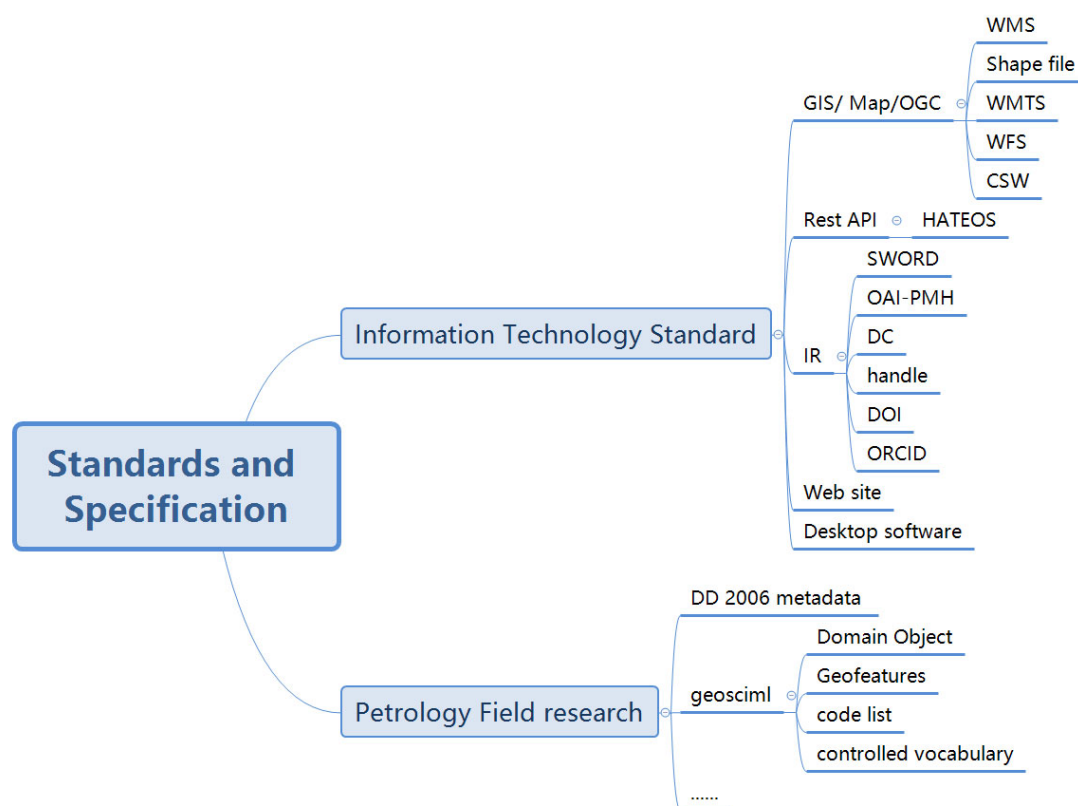 Standards and
Specification
Information Technology Standard
GIS/ Map/OGC
WMS
Shape file
WMTS
WFS
CSW
Rest API
HATEOS
IR
SWORD
OAI-PMH
DC
handle
DOI
ORCID
Web site
Desktop software
Petrology Field research
DD 2006 metadata
geosciml
Domain Object
Geofeatures
code list
controlled vocabulary
......